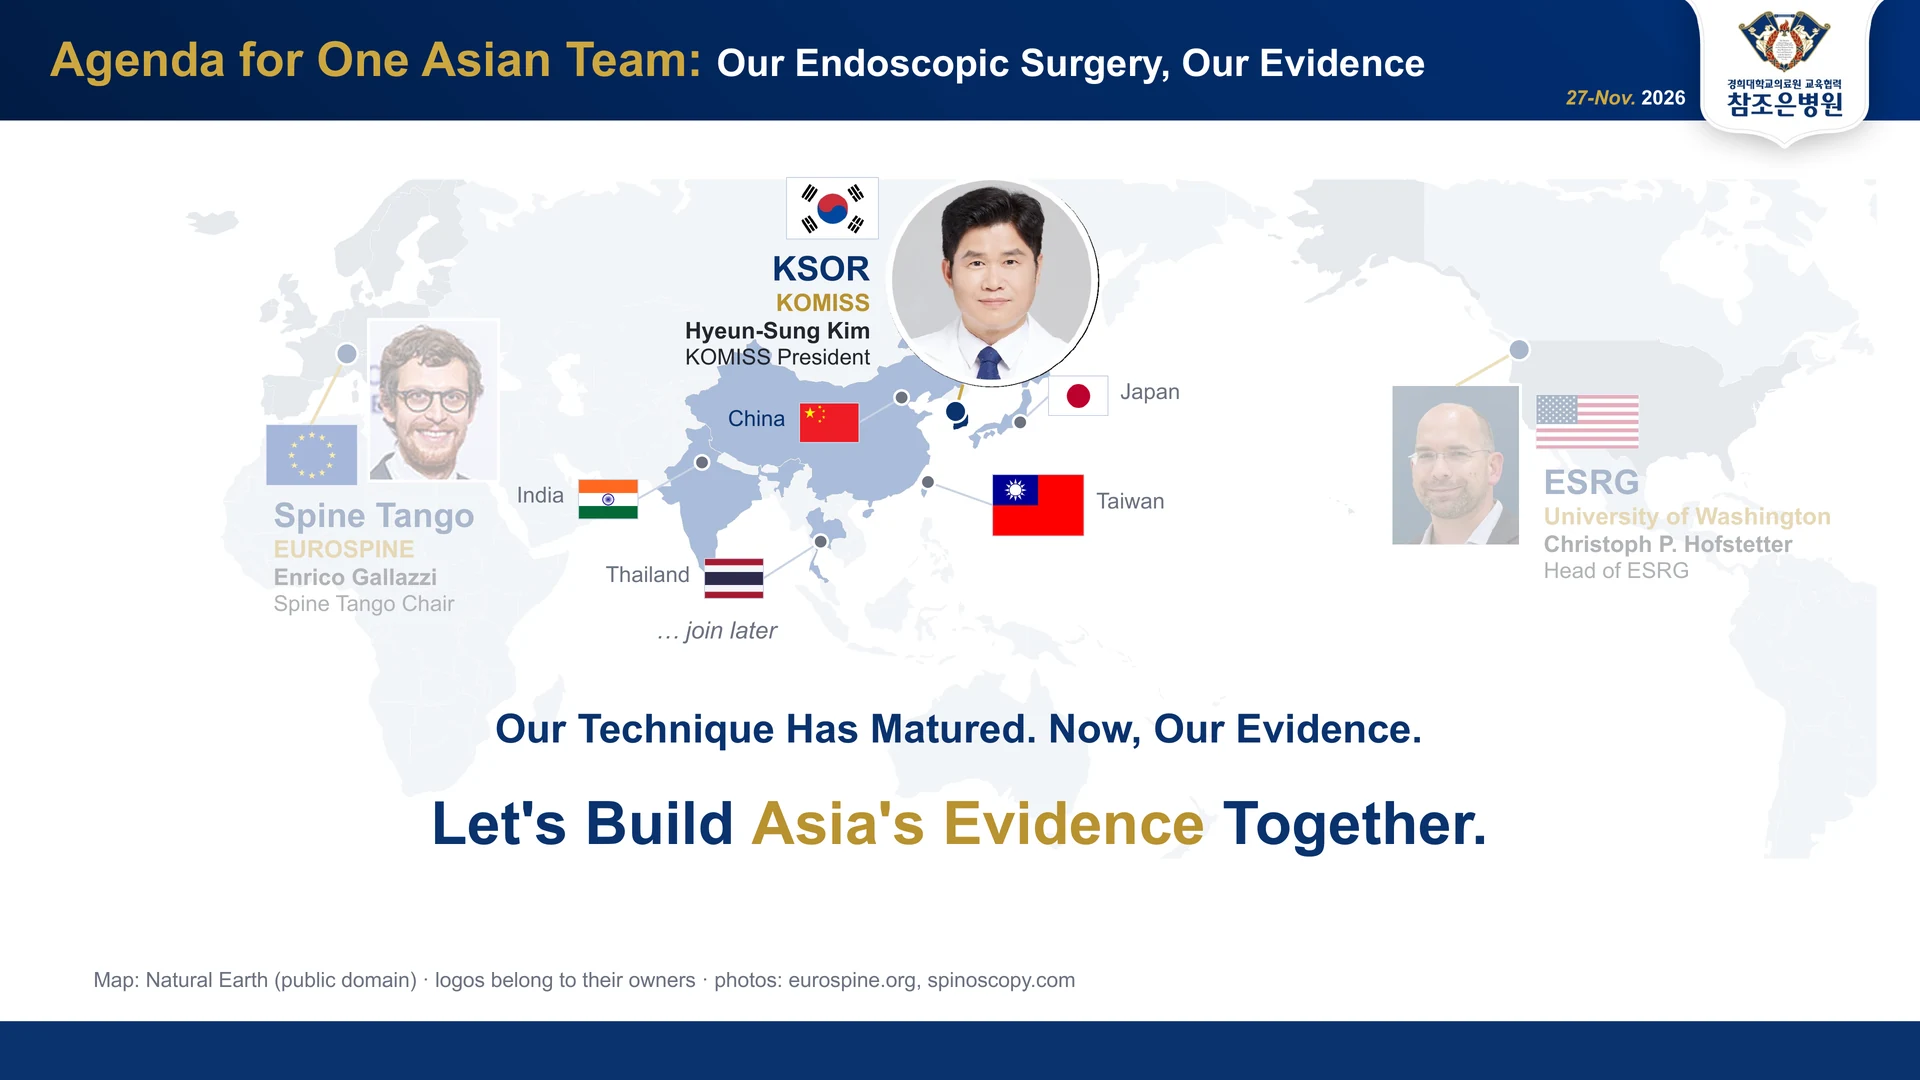 Agenda for One Asian Team: Our Endoscopic Surgery, Our Evidence
27-Nov. 2026
경희대학교의료원 교육협력
참조은병원
KSOR
KOMISS
Hyeun-Sung Kim
KOMISS President
Japan
China
India
Taiwan
Thailand
… join later
Spine Tango
EUROSPINE
Enrico Gallazzi
Spine Tango Chair
ESRG
University of Washington
Christoph P. Hofstetter
Head of ESRG
Our Technique Has Matured. Now, Our Evidence.
Let's Build Asia's Evidence Together.
Map: Natural Earth (public domain) · logos belong to their owners · photos: eurospine.org, spinoscopy.com